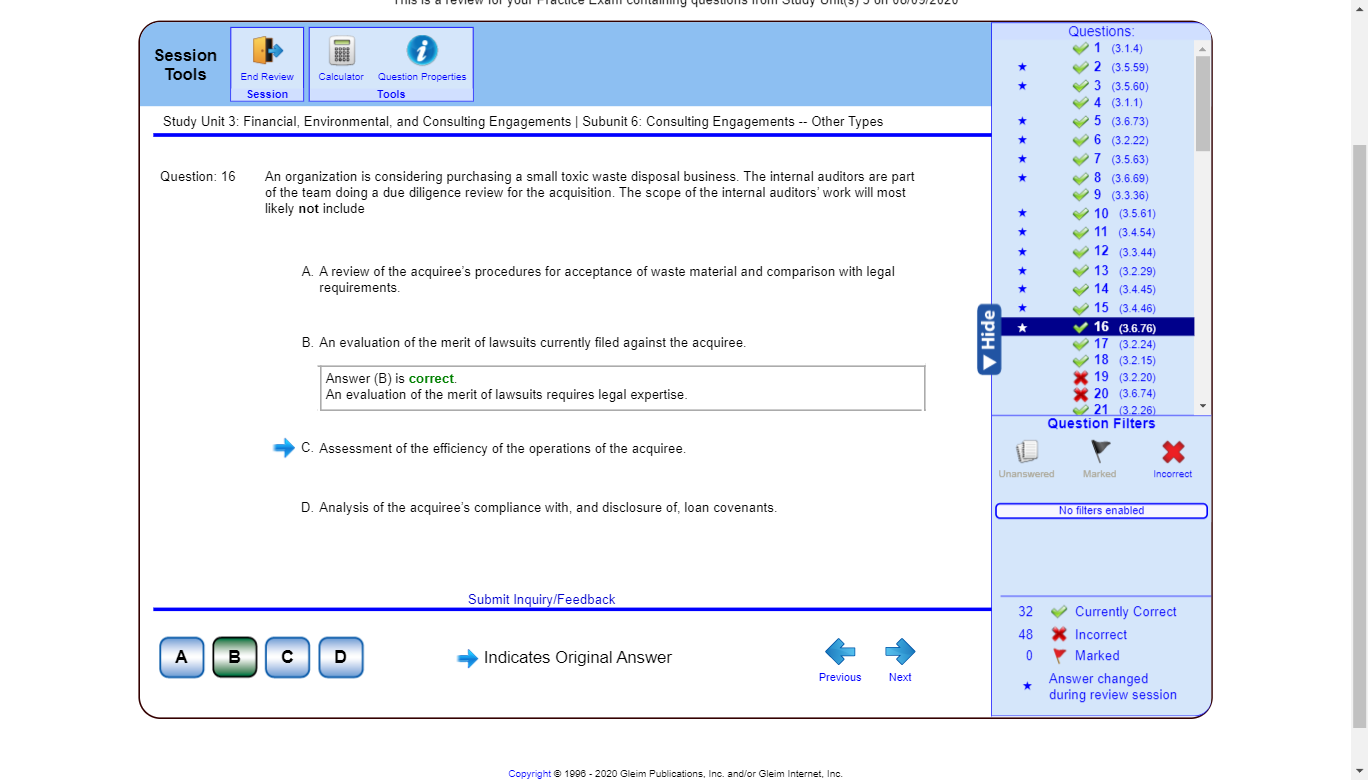 This is a review for your Practice Exam containing questions from Study Unit(s) 3 on 08/09/2020
Session
Tools
End Review
Session
Calculator
Question Properties
Tools
Study Unit 3: Financial, Environmental, and Consulting Engagements | Subunit 6: Consulting Engagements -- Other Types
Question: 16
An organization is considering purchasing a small toxic waste disposal business. The internal auditors are part
of the team doing a due diligence review for the acquisition. The scope of the internal auditors' work will most
likely not include
A. A review of the acquiree's procedures for acceptance of waste material and comparison with legal
requirements.
B. An evaluation of the merit of lawsuits currently filed against the acquiree.
Answer (B) is correct.
An evaluation of the merit of lawsuits requires legal expertise.
C. Assessment of the efficiency of the operations of the acquiree.
D. Analysis of the acquiree's compliance with, and disclosure of, loan covenants.
Submit Inquiry/Feedback
A
B
C
D
Indicates Original Answer
Previous
Next
Hide
Questions:
1 (3.1.4)
2 (3.5.59)
3 (3.5.60)
4 (3.1.1)
5 (3.6.73)
6 (3.2.22)
7 (3.5.63)
8 (3.6.69)
9 (3.3.36)
10 (3.5.61)
11 (3.4.54)
12 (3.3.44)
13 (3.2.29)
14 (3.4.45)
15 (3.4.46)
16 (3.6.76)
17 (3.2.24)
18 (3.2.15)
19 (3.2.20)
20 (3.6.74)
21 (3.2.26)
Question Filters
Unanswered
Marked
Incorrect
No filters enabled
32 Currently Correct
48 Incorrect
0 Marked
Answer changed
during review session
Copyright © 1996 - 2020 Gleim Publications, Inc. and/or Gleim Internet, Inc.